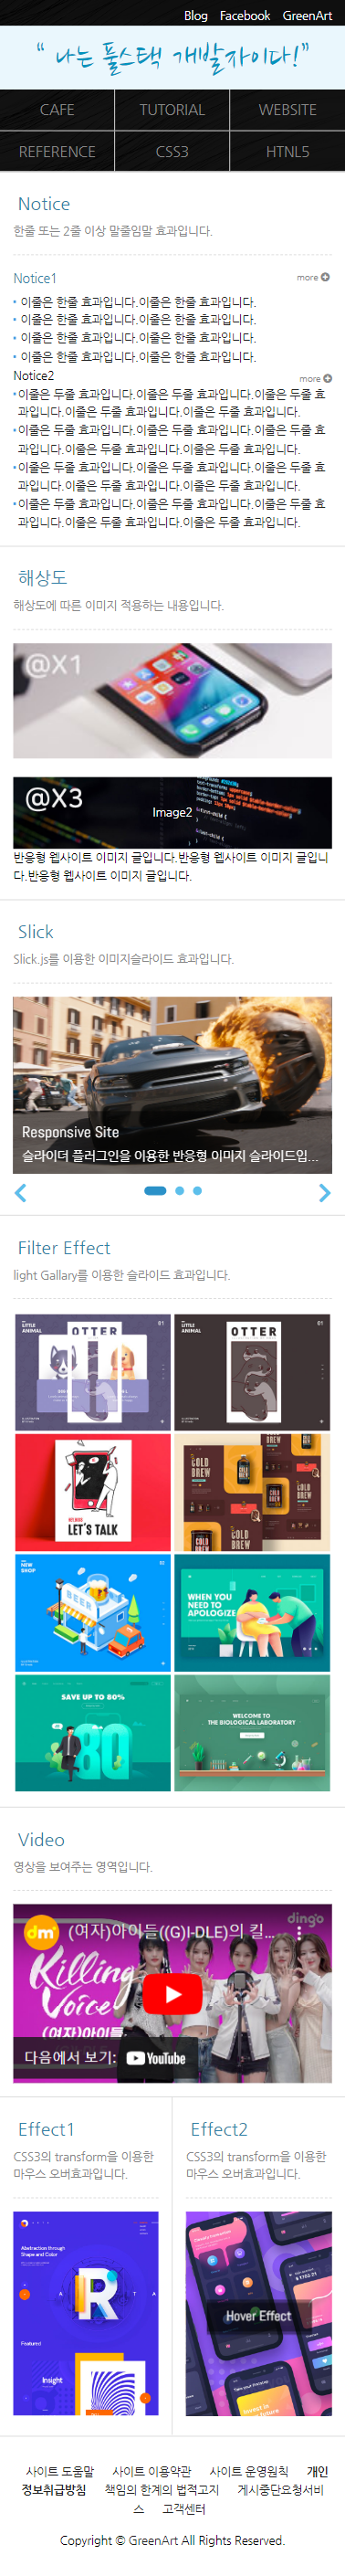 Blog Facebook GreenArt
“ 나는 풀스택 개발자이다!”
CAFE TUTORIAL WEBSITE
REFERENCE CSS3 HTNL5
Notice
한줄 또는 2줄 이상 말줄임말 효과입니다.
Notice1 more
이줄은 한줄 효과입니다.이줄은 한줄 효과입니다.
이줄은 한줄 효과입니다.이줄은 한줄 효과입니다.
이줄은 한줄 효과입니다.이줄은 한줄 효과입니다.
이줄은 한줄 효과입니다.이줄은 한줄 효과입니다.
Notice2 more
이줄은 두줄 효과입니다.이줄은 두줄 효과입니다.이줄은 두줄 효
과입니다.이줄은 두줄 효과입니다.이줄은 두줄 효과입니다.
이줄은 두줄 효과입니다.이줄은 두줄 효과입니다.이줄은 두줄 효
과입니다.이줄은 두줄 효과입니다.이줄은 두줄 효과입니다.
이줄은 두줄 효과입니다.이줄은 두줄 효과입니다.이줄은 두줄 효
과입니다.이줄은 두줄 효과입니다.이줄은 두줄 효과입니다.
이줄은 두줄 효과입니다.이줄은 두줄 효과입니다.이줄은 두줄 효
과입니다.이줄은 두줄 효과입니다.이줄은 두줄 효과입니다.
해상도
해상도에 따른 이미지 적용하는 내용입니다.
@X1
@X3
Image2
반응형 웹사이트 이미지 글입니다.반응형 웹사이트 이미지 글입니
다.반응형 웹사이트 이미지 글입니다.
Slick
Slick.js를 이용한 이미지슬라이드 효과입니다.
Responsive Site
슬라이더 플러그인을 이용한 반응형 이미지 슬라이드입...
Filter Effect
light Gallary를 이용한 슬라이드 효과입니다.
LITTLE ANIMAL OTTER 01
LITTLE ANIMAL OTTER 01
LET'S TALK
COLD BREW
NEW SHOP
BEER
WHEN YOU NEED TO APOLOGIZE
SAVE UP TO 80%
80
WELCOME TO
THE BIOLOGICAL LABORATORY
Video
영상을 보여주는 영역입니다.
dm (여자)아이들((G)I-DLE)의 킬... dingo
Killing Voice
(여자)아이들
다음에서 보기: YouTube
Effect1 Effect2
CSS3의 transform을 이용한
마우스 오버효과입니다.
CSS3의 transform을 이용한
마우스 오버효과입니다.
Abstraction through
Shape and Color
R
Featured
Insight
Hover Effect
사이트 도움말 사이트 이용약관 사이트 운영원칙 개인
정보취급방침 책임의 한계의 법적고지 게시중단요청서비
스 고객센터
Copyright © GreenArt All Rights Reserved.